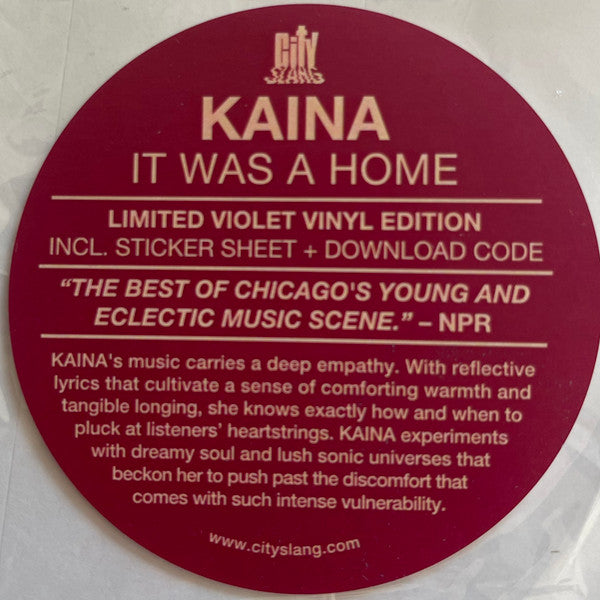 City
SLANG
KAINA
IT WAS A HOME
LIMITED VIOLET VINYL EDITION
INCL. STICKER SHEET + DOWNLOAD CODE
“THE BEST OF CHICAGO'S YOUNG AND
ECLECTIC MUSIC SCENE.” – NPR
KAINA's music carries a deep empathy. With reflective
lyrics that cultivate a sense of comforting warmth and
tangible longing, she knows exactly how and when to
pluck at listeners’ heartstrings. KAINA experiments
with dreamy soul and lush sonic universes that
beckon her to push past the discomfort that
comes with such intense vulnerability.
www.cityslang.com